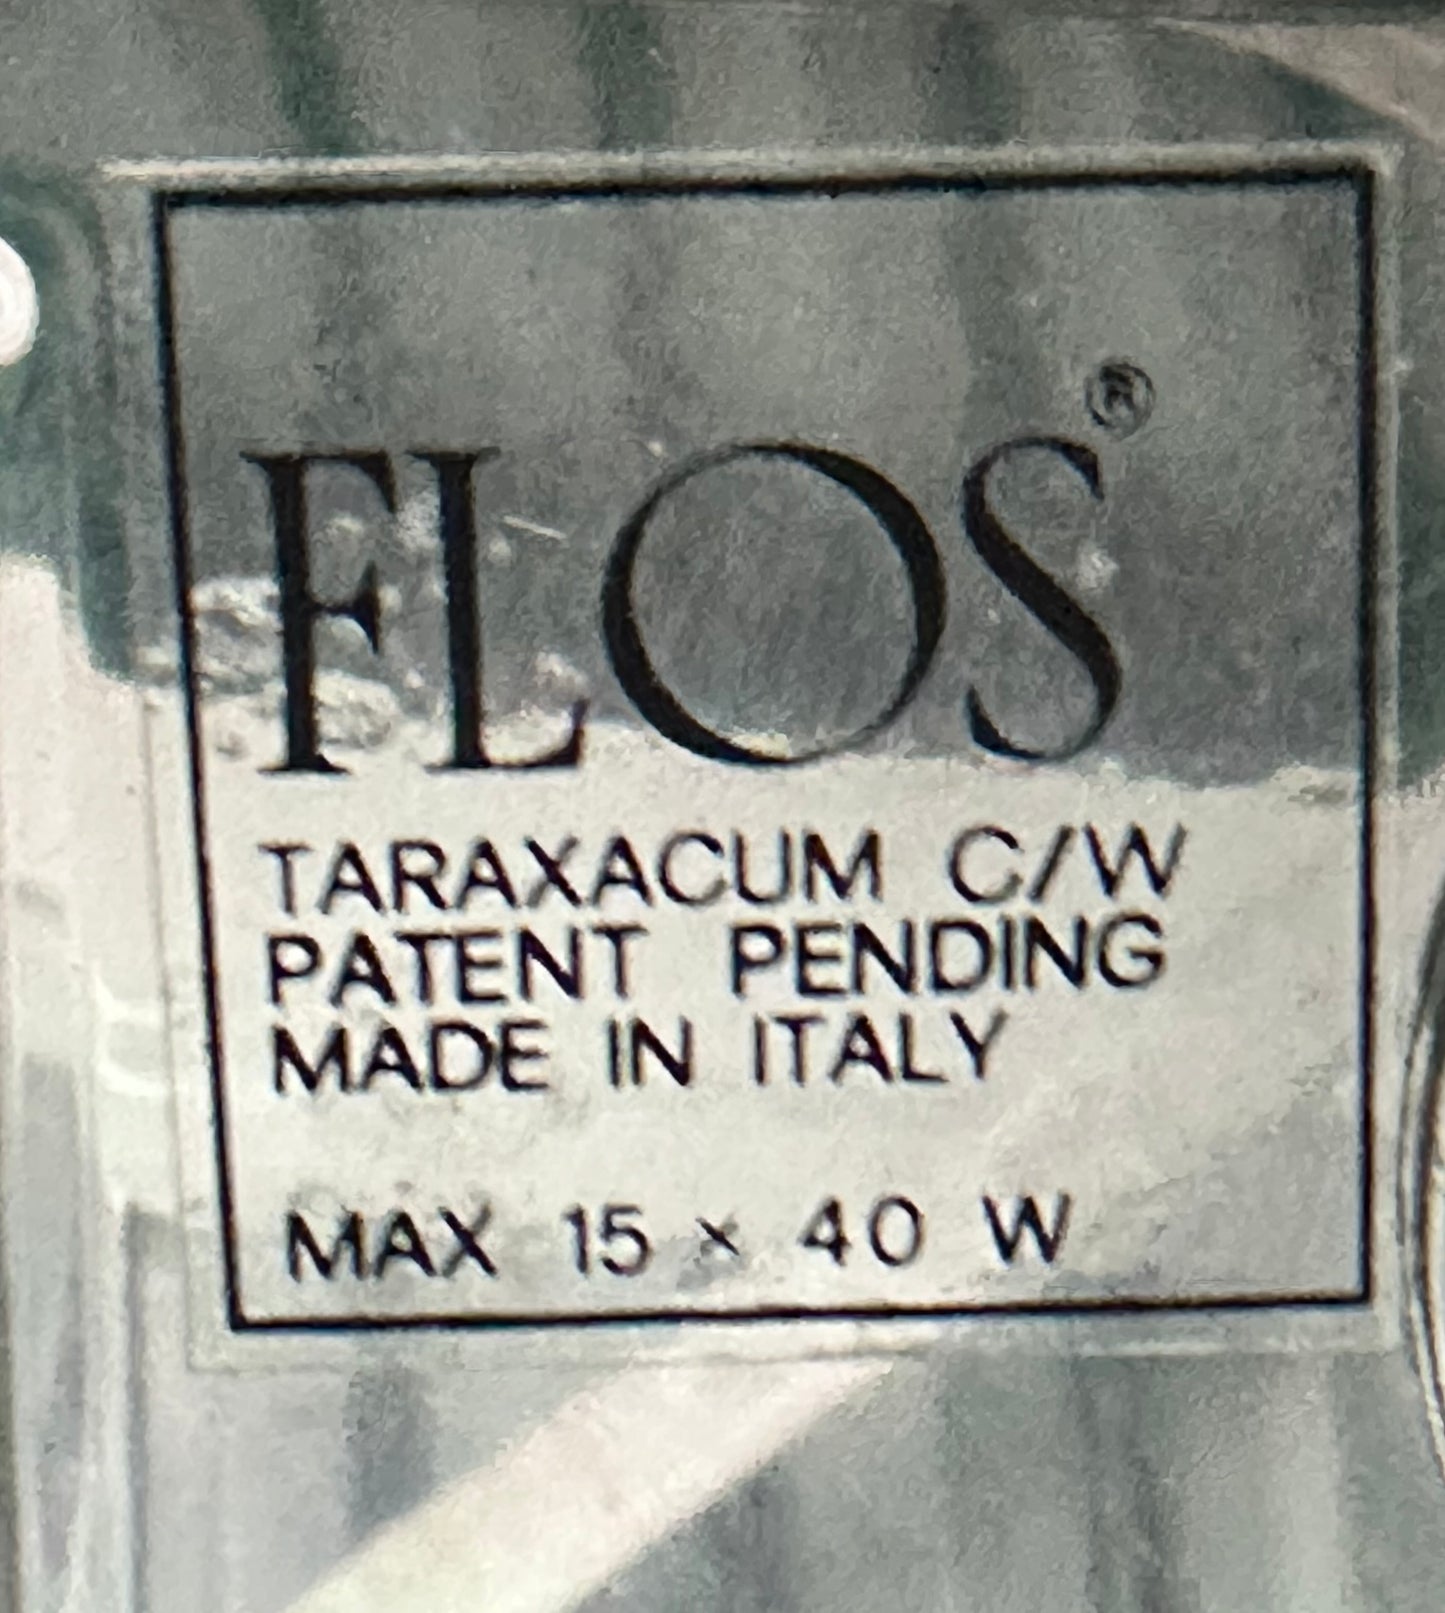 FLOS®
TARAXACUM C/W
PATENT PENDING
MADE IN ITALY
MAX 15 × 40 W